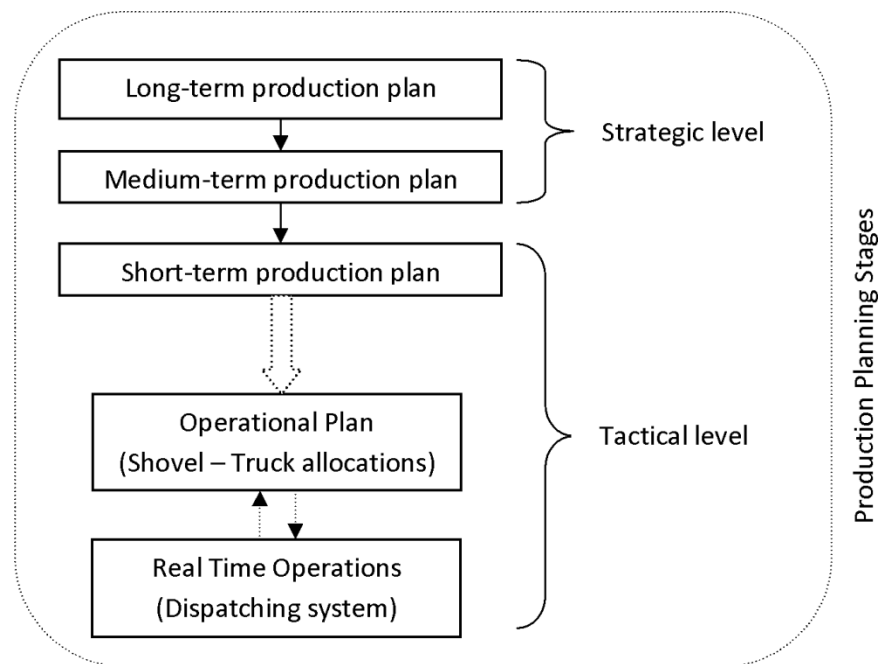 Long-term production plan
Medium-term production plan
Strategic level
Short-term production plan
Operational Plan
(Shovel – Truck allocations)
Tactical level
Real Time Operations
(Dispatching system)
Production Planning Stages